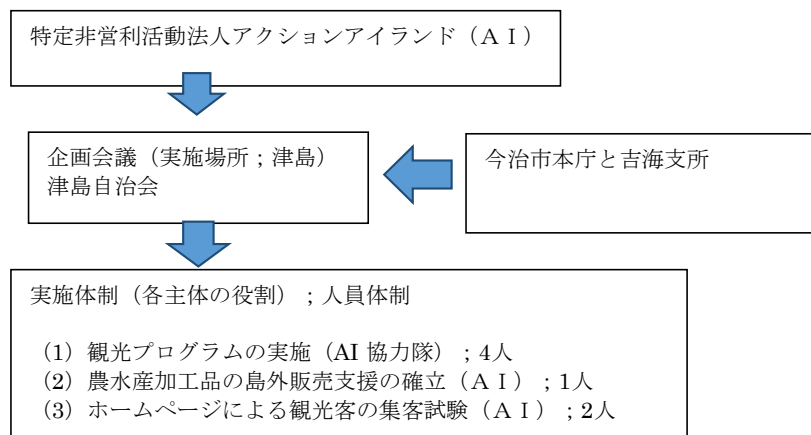 特定非営利活動法人アクションアイランド（ＡＩ）
企画会議（実施場所；津島）
津島自治会
今治市本庁と吉海支所
実施体制（各主体の役割）；人員体制
（1）観光プログラムの実施（AI 協力隊）；4人
（2）農水産加工品の島外販売支援の確立（ＡＩ）；1人
（3）ホームページによる観光客の集客試験（ＡＩ）；2人